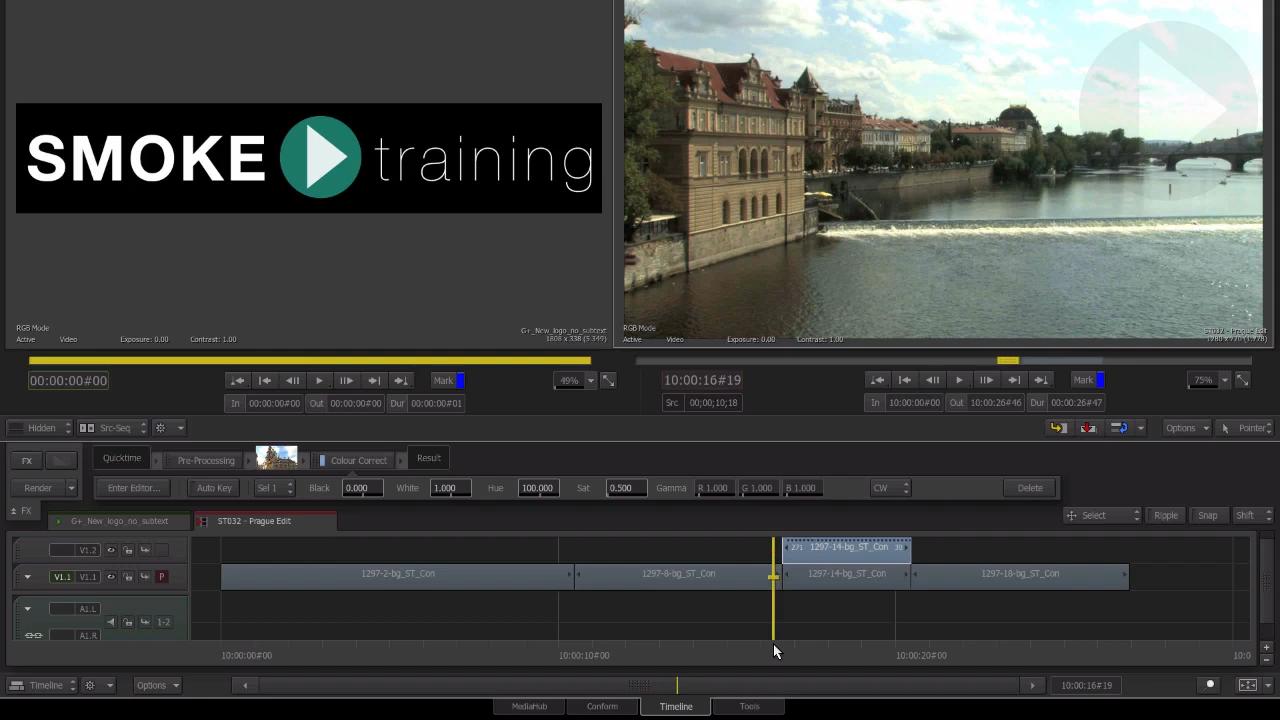 SMOKE training
RGB Mode
Active Video Exposure: 0.00 Contrast: 1.00
G+_New_logo_no_subtext
1808 x 338 (5.349)
RGB Mode
Active Video Exposure: 0.00 Contrast: 1.00
ST032 - Prague Edit
00:00:00#00
Mark
49%
In 00:00:00#00 Out 00:00:00#00 Dur 00:00:00#01
10:00:16#19
Mark
75%
Src 00;00;10;18
In 10:00:00#00 Out 10:00:26#46 Dur 00:00:26#47
Hidden Src-Seq Options Pointer
FX Quicktime Pre-Processing Colour Correct Result
Render Enter Editor... Auto Key Sel 1 Black 0.000 White 1.000 Hue 100.000 Sat 0.500 Gamma R 1.000 G 1.000 B 1.000 CW Delete
FX G+_New_logo_no_subtext ST032 - Prague Edit Select Ripple Snap Shift
V1.2 271 1297-14-bg_ST_Con 39
V1.1 V1.1 P 1297-2-bg_ST_Con 1297-8-bg_ST_Con 1297-14-bg_ST_Con 1297-18-bg_ST_Con
A1.L
1-2
A1.R
10:00:00#00 10:00:10#00 10:00:20#00 10:0
Timeline Options 10:00:16#19
MediaHub Conform Timeline Tools